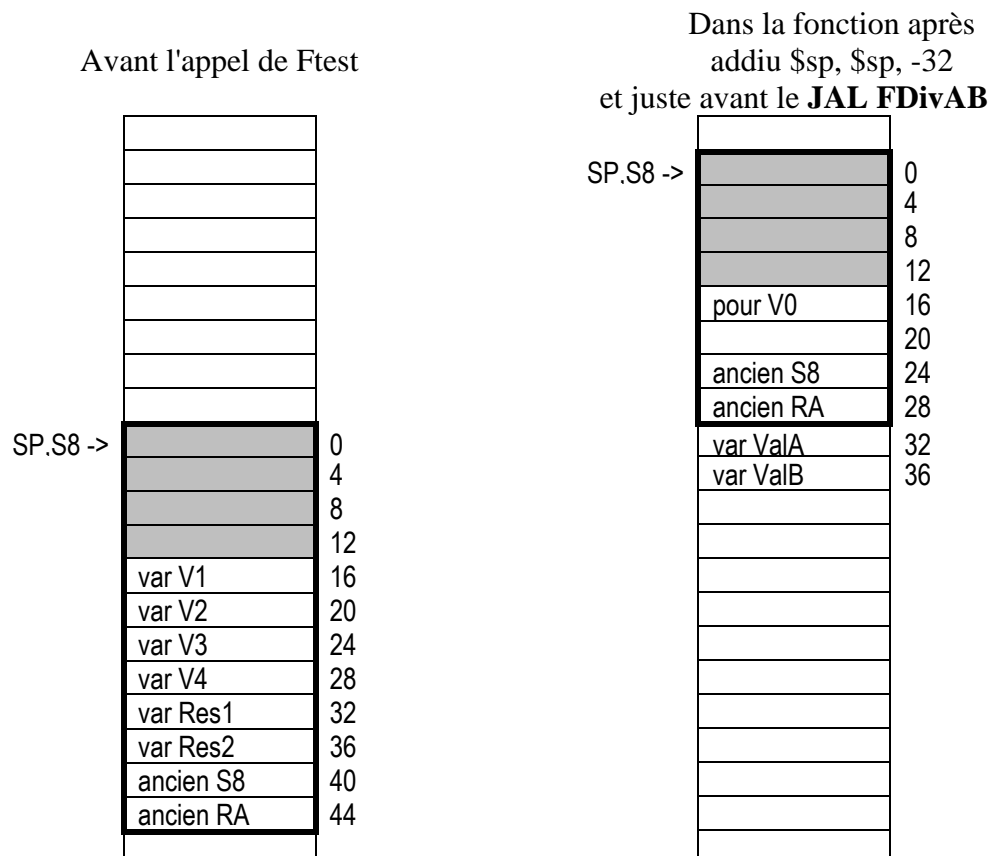 Avant l'appel de Ftest
SP,S8 ->
0
4
8
12
var V1 16
var V2 20
var V3 24
var V4 28
var Res1 32
var Res2 36
ancien S8 40
ancien RA 44
Dans la fonction après
addiu $sp, $sp, -32
et juste avant le JAL FDivAB
SP,S8 -> 0
4
8
12
pour V0 16
20
ancien S8 24
ancien RA 28
var ValA 32
var ValB 36